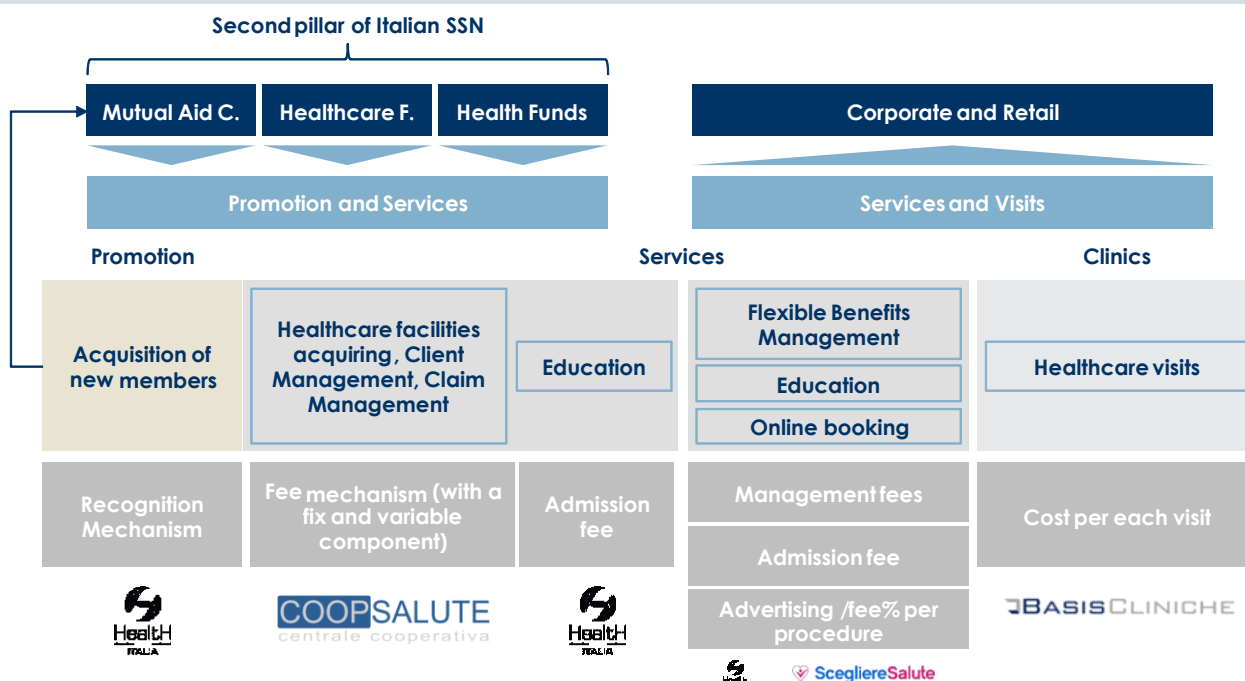 Second pillar of Italian SSN
Mutual Aid C.
Healthcare F.
Health Funds
Corporate and Retail
Promotion and Services
Services and Visits
Promotion
Services
Clinics
Acquisition of
new members
Healthcare facilities
acquiring, Client
Management, Claim
Management
Education
Flexible Benefits
Management
Education
Online booking
Healthcare visits
Recognition
Mechanism
Fee mechanism (with a
fix and variable
component)
Admission
fee
Management fees
Admission fee
Advertising /fee% per
procedure
Cost per each visit
HealtH
ITALIA
COOPSALUTE
centrale cooperativa
HealtH
ITALIA
BASISCLINICHE
ScegliereSalute